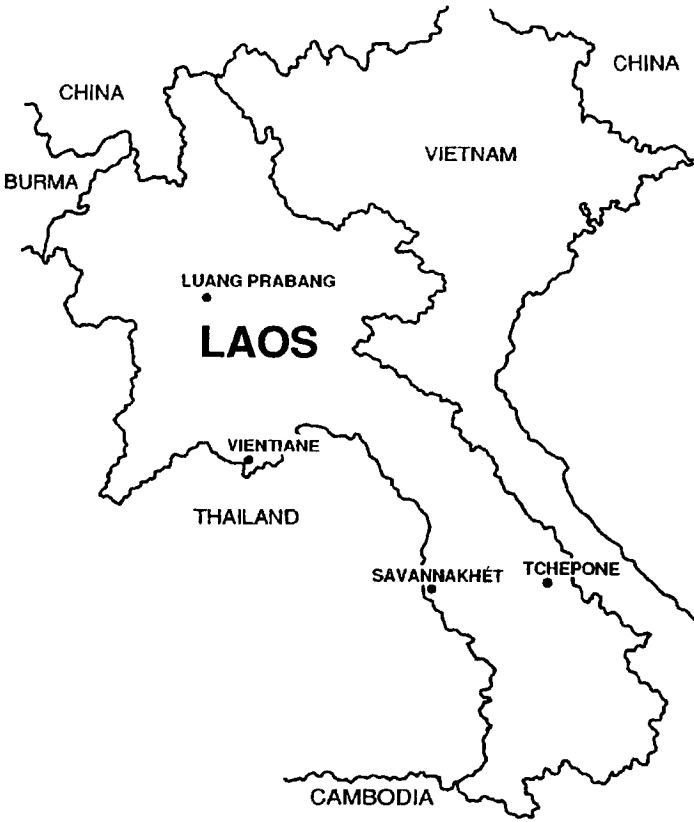 CHINA
CHINA
VIETNAM
BURMA
LUANG PRABANG
LAOS
VIENTIANE
THAILAND
SAVANNAKHÉT
TCHEPONE
CAMBODIA